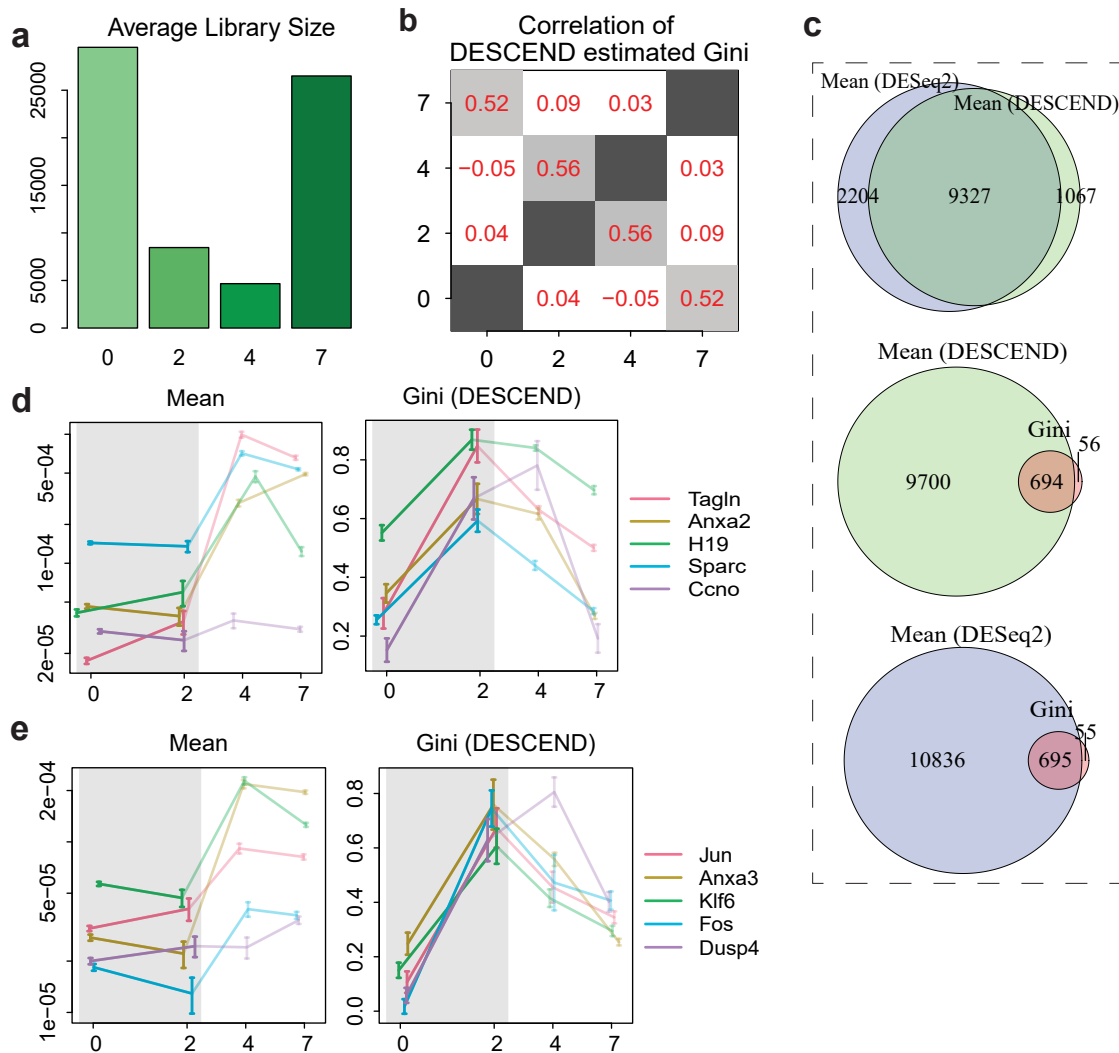 a
Average Library Size
25000
15000
5000
0
0 2 4 7
b
Correlation of
DESCEND estimated Gini
7 0.52 0.09 0.03
4 −0.05 0.56 0.03
2 0.04 0.56 0.09
0 0.04 −0.05 0.52
0 2 4 7
c
Mean (DESeq2)
Mean (DESCEND)
2204 9327 1067
Mean (DESCEND)
Gini
56
9700 694
Mean (DESeq2)
Gini
55
10836 695
d
Mean
5e−04
1e−04
2e−05
0 2 4 7
Gini (DESCEND)
0.8
0.6
0.4
0.2
0 2 4 7
Tagln
Anxa2
H19
Sparc
Ccno
e
Mean
2e−04
5e−05
1e−05
0 2 4 7
Gini (DESCEND)
0.8
0.6
0.4
0.2
0.0
0 2 4 7
Jun
Anxa3
Klf6
Fos
Dusp4